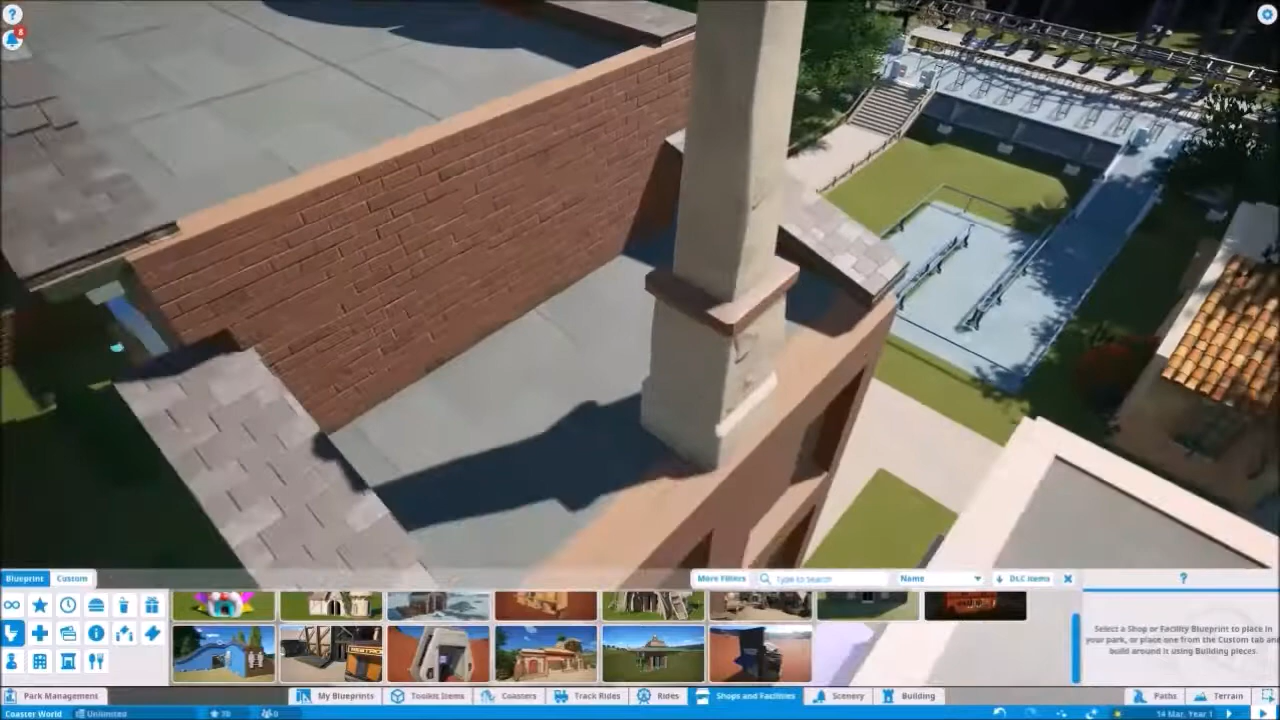 ?
8
Blueprint Custom More Filters Type to search Name DLC Items ?
Select a Shop or Facility Blueprint to place in
your park, or place one from the Custom tab and
build around it using Building pieces.
Park Management My Blueprints Toolkit Items Coasters Track Rides Rides Shops and Facilities Scenery Building Paths Terrain
Coaster World Unlimited 70 0 14 Mar, Year 1